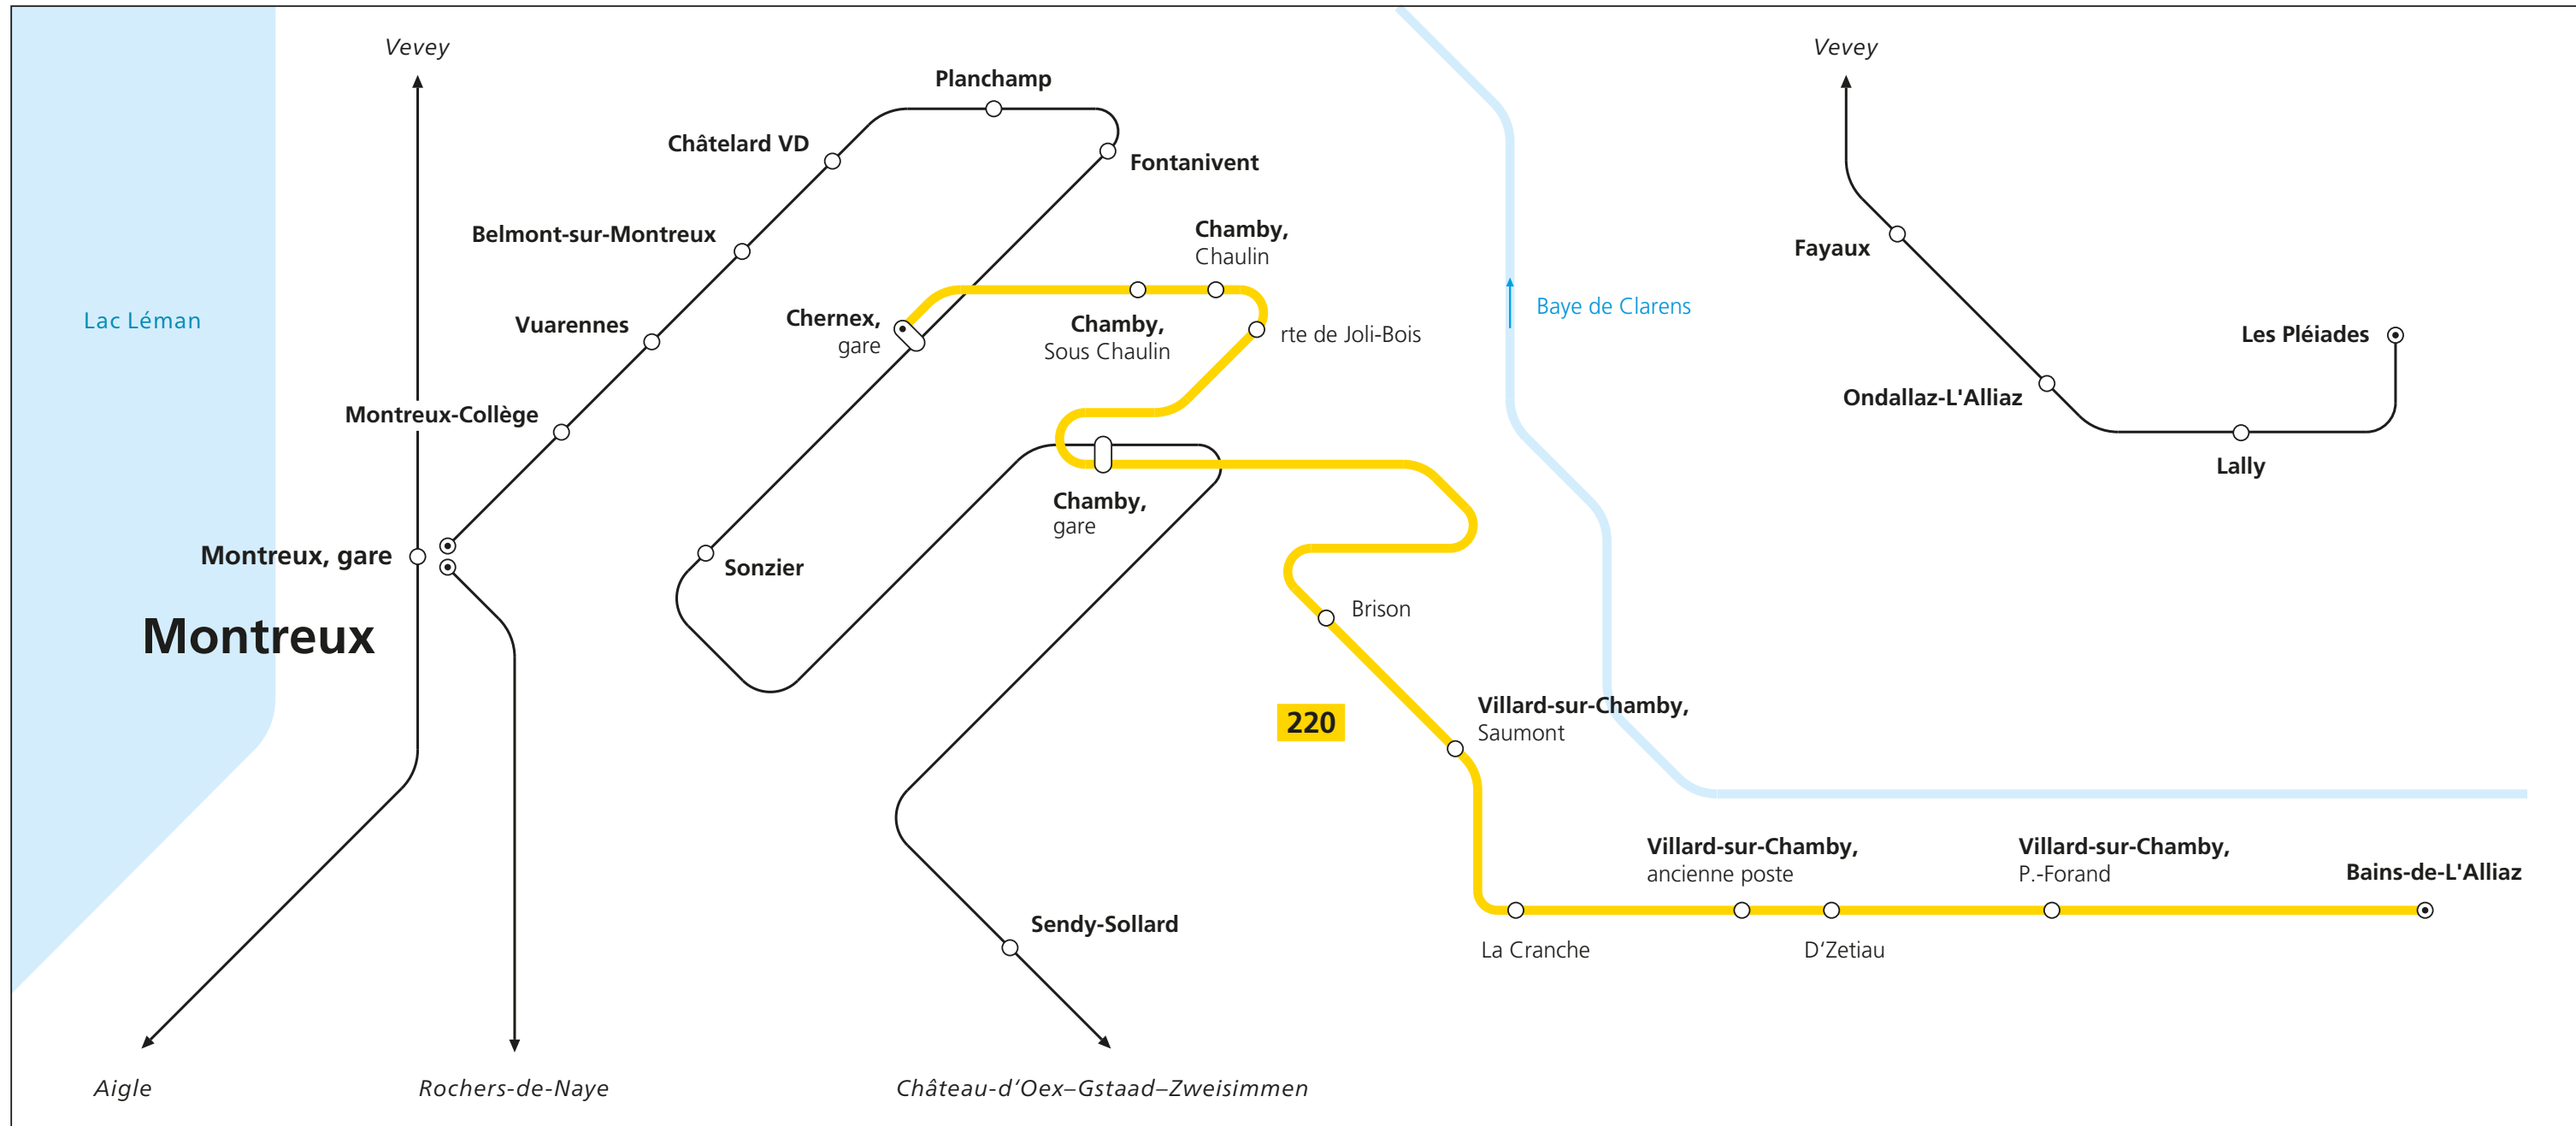 Vevey
Vevey
Planchamp
Châtelard VD
Fontanivent
Belmont-sur-Montreux
Chamby,
Chaulin
Fayaux
Lac Léman
Baye de Clarens
Vuarennes
Chernex,
gare
Chamby,
Sous Chaulin
rte de Joli-Bois
Les Pléiades
Montreux-Collège
Ondallaz-L'Alliaz
Lally
Chamby,
gare
Montreux, gare
Sonzier
Brison
Montreux
220
Villard-sur-Chamby,
Saumont
Villard-sur-Chamby,
ancienne poste
Villard-sur-Chamby,
P.-Forand
Bains-de-L'Alliaz
Sendy-Sollard
La Cranche
D‘Zetiau
Aigle
Rochers-de-Naye
Château-d‘Oex–Gstaad–Zweisimmen